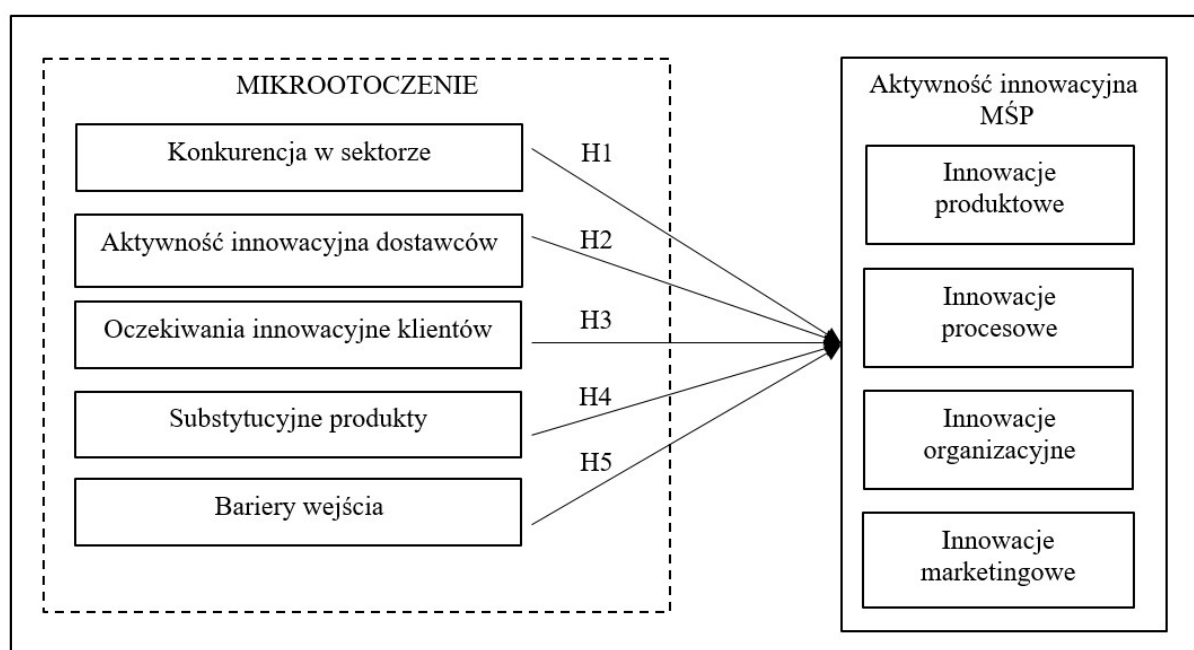 MIKROOTOCZENIE
Konkurencja w sektorze
Aktywność innowacyjna dostawców
Oczekiwania innowacyjne klientów
Substytucyjne produkty
Bariery wejścia
H1
H2
H3
H4
H5
Aktywność innowacyjna
MŚP
Innowacje
produktowe
Innowacje
procesowe
Innowacje
organizacyjne
Innowacje
marketingowe